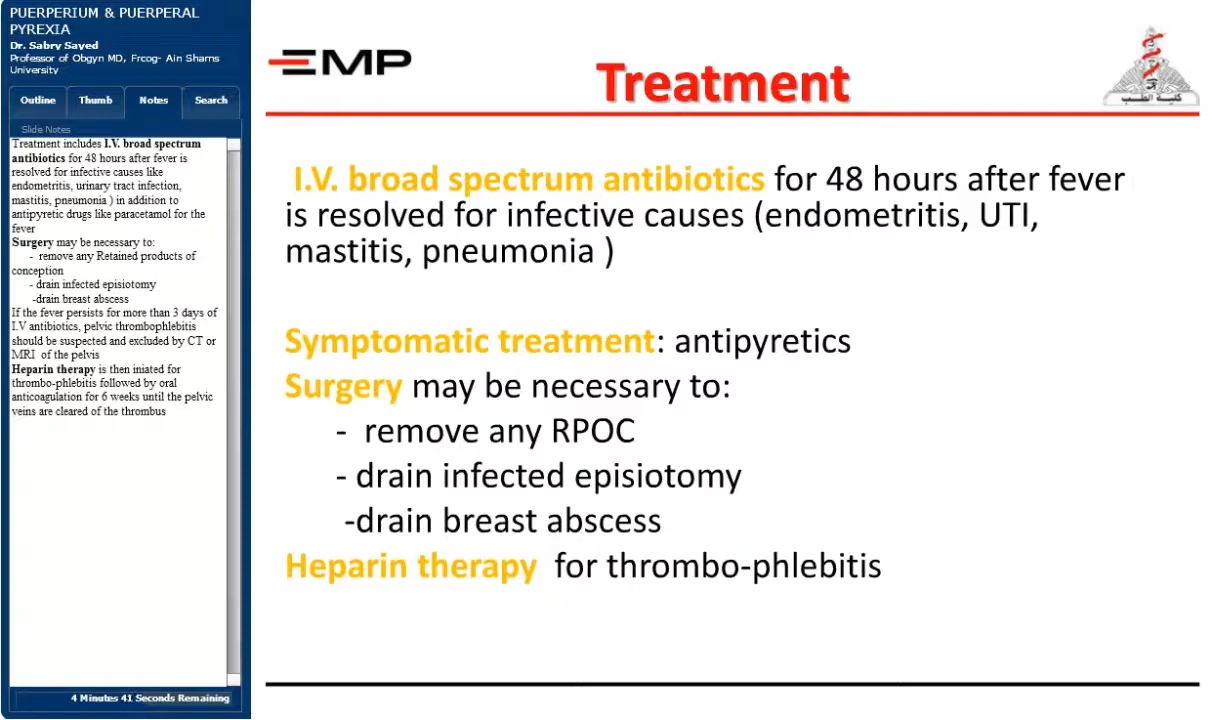 PUERPERIUM & PUERPERAL
PYREXIA
Dr. Sabry Sayed
Professor of Obgyn MD, Frcog- Ain Shams
University
Outline
Thumb
Notes
Search
Slide Notes
Treatment includes I.V. broad spectrum
antibiotics for 48 hours after fever is
resolved for infective causes like
endometritis, urinary tract infection,
mastitis, pneumonia ) in addition to
antipyretic drugs like paracetamol for the
fever
Surgery may be necessary to:
- remove any Retained products of
conception
- drain infected episiotomy
-drain breast abscess
If the fever persists for more than 3 days of
I.V antibiotics, pelvic thrombophlebitis
should be suspected and excluded by CT or
MRI of the pelvis
Heparin therapy is then iniated for
thrombo-phlebitis followed by oral
anticoagulation for 6 weeks until the pelvic
veins are cleared of the thrombus
4 Minutes 41 Seconds Remaining
EMP
Treatment
كلية الطب
I.V. broad spectrum antibiotics for 48 hours after fever
is resolved for infective causes (endometritis, UTI,
mastitis, pneumonia )
Symptomatic treatment: antipyretics
Surgery may be necessary to:
- remove any RPOC
- drain infected episiotomy
-drain breast abscess
Heparin therapy for thrombo-phlebitis